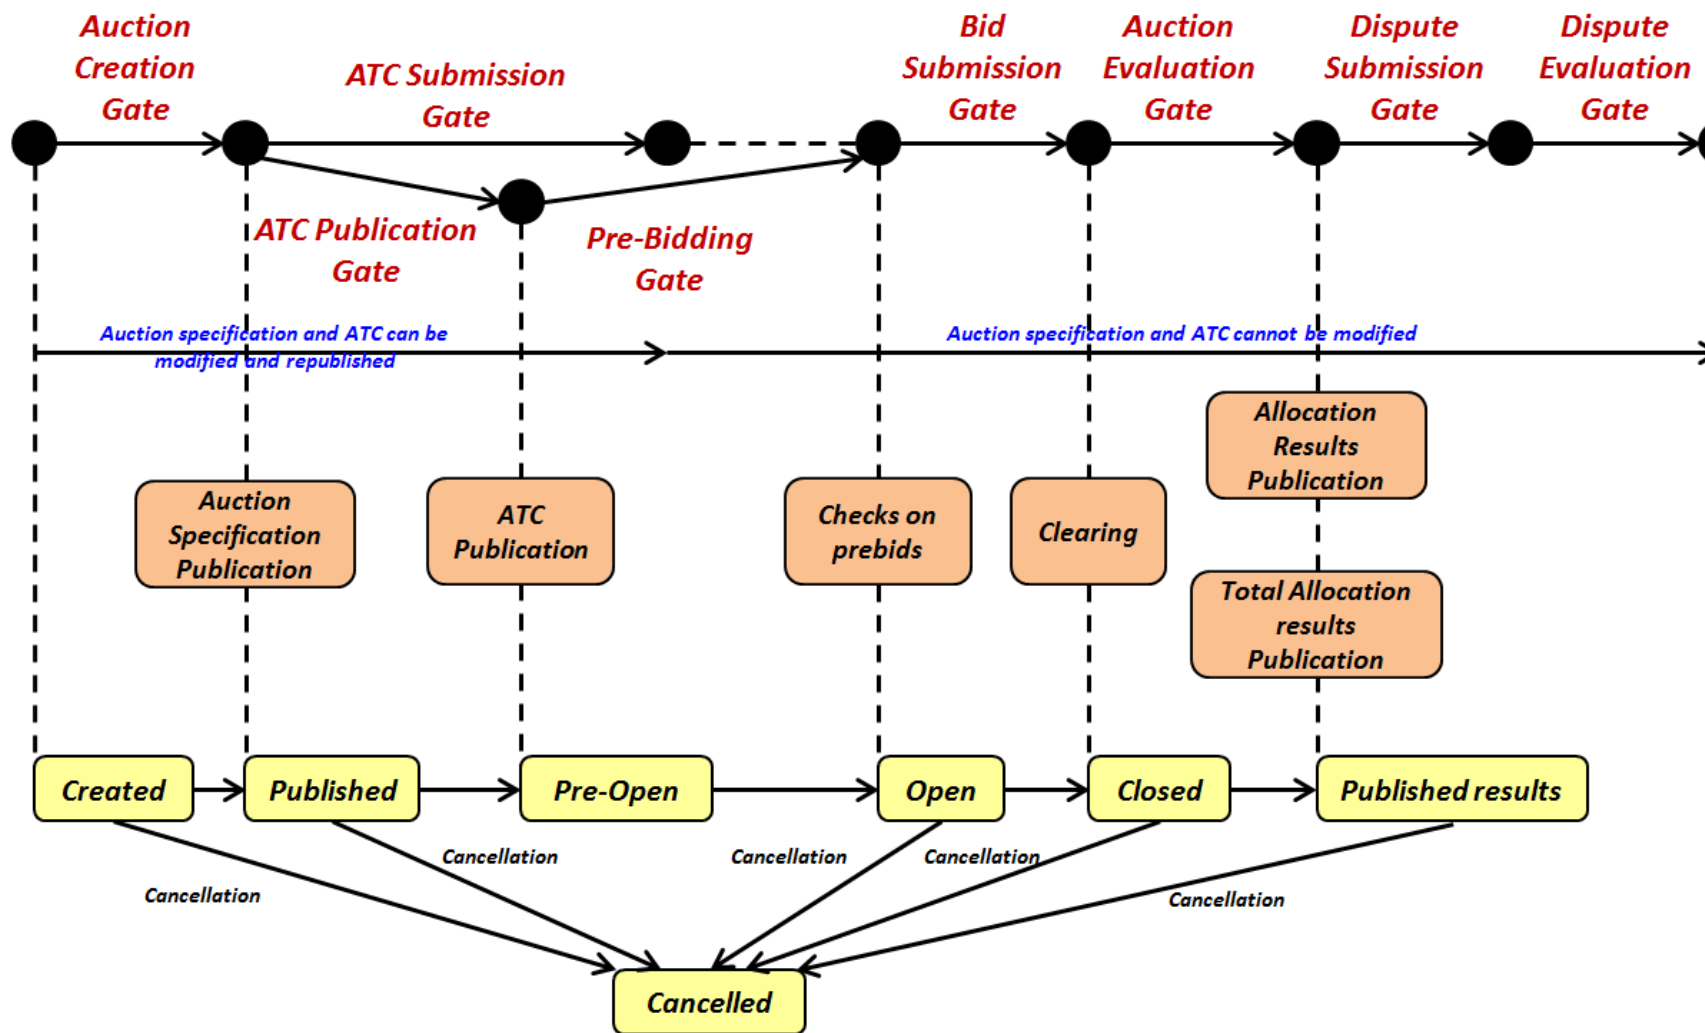 Auction
Creation
Gate
ATC Submission
Gate
Bid
Submission
Gate
Auction
Evaluation
Gate
Dispute
Submission
Gate
Dispute
Evaluation
Gate
ATC Publication
Gate
Pre-Bidding
Gate
Auction specification and ATC can be
modified and republished
Auction specification and ATC cannot be modified
Auction
Specification
Publication
ATC
Publication
Checks on
prebids
Clearing
Allocation
Results
Publication
Total Allocation
results
Publication
Created
Published
Pre-Open
Open
Closed
Published results
Cancellation
Cancellation
Cancellation
Cancellation
Cancellation
Cancelled